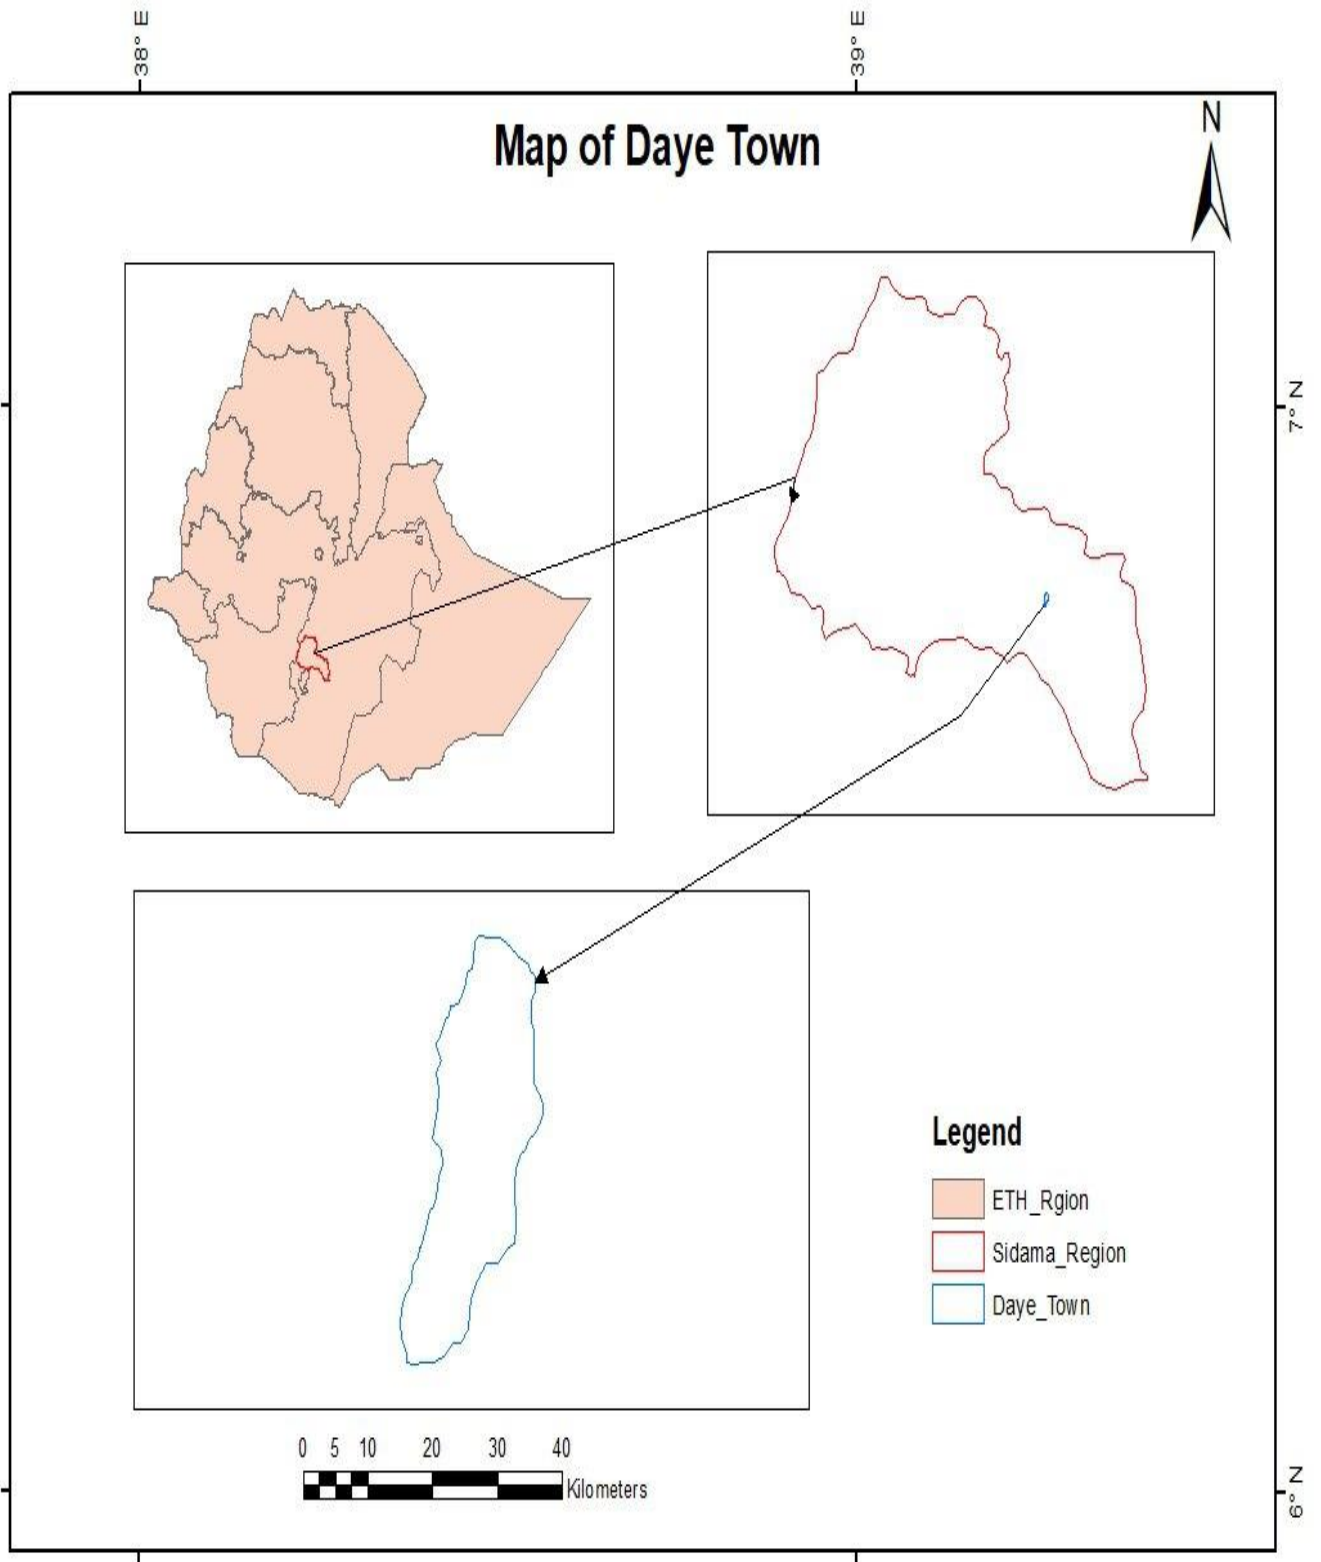 38° E
39° E
Map of Daye Town
N
7° N
Legend
ETH_Rgion
Sidama_Region
Daye_Town
0 5 10 20 30 40
Kilometers
6° N